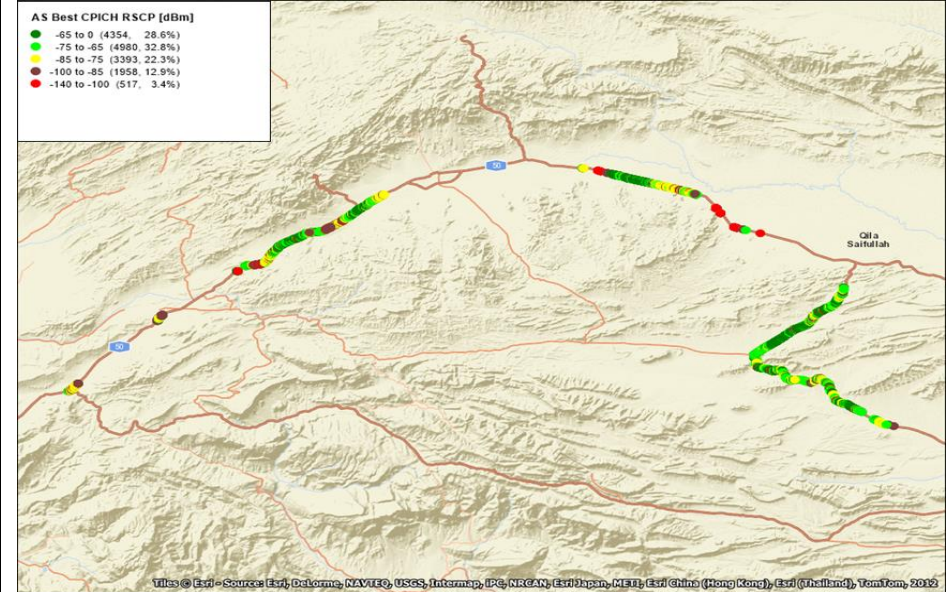 AS Best CPICH RSCP [dBm]
-65 to 0 (4354, 28.6%)
-75 to -65 (4980, 32.8%)
-85 to -75 (3393, 22.3%)
-100 to -85 (1958, 12.9%)
-140 to -100 (517, 3.4%)
50
Qila
Saifullah
50
Tiles © Esri - Source: Esri, DeLorme, NAVTEQ, USGS, Intermap, iPC, NRCAN, Esri Japan, METI, Esri China (Hong Kong), Esri (Thailand), TomTom, 2012